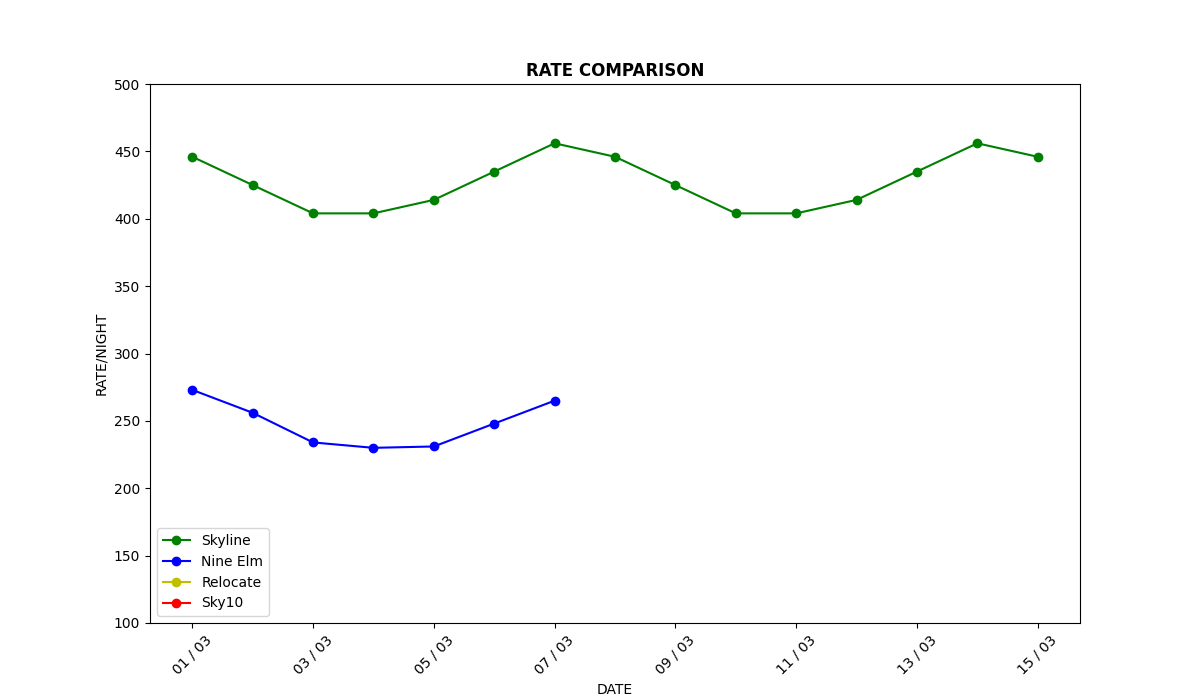 RATE COMPARISON
500
450
400
350
300
250
200
150
100
RATE/NIGHT
Skyline
Nine Elm
Relocate
Sky10
01 / 03
03 / 03
05 / 03
07 / 03
09 / 03
11 / 03
13 / 03
15 / 03
DATE